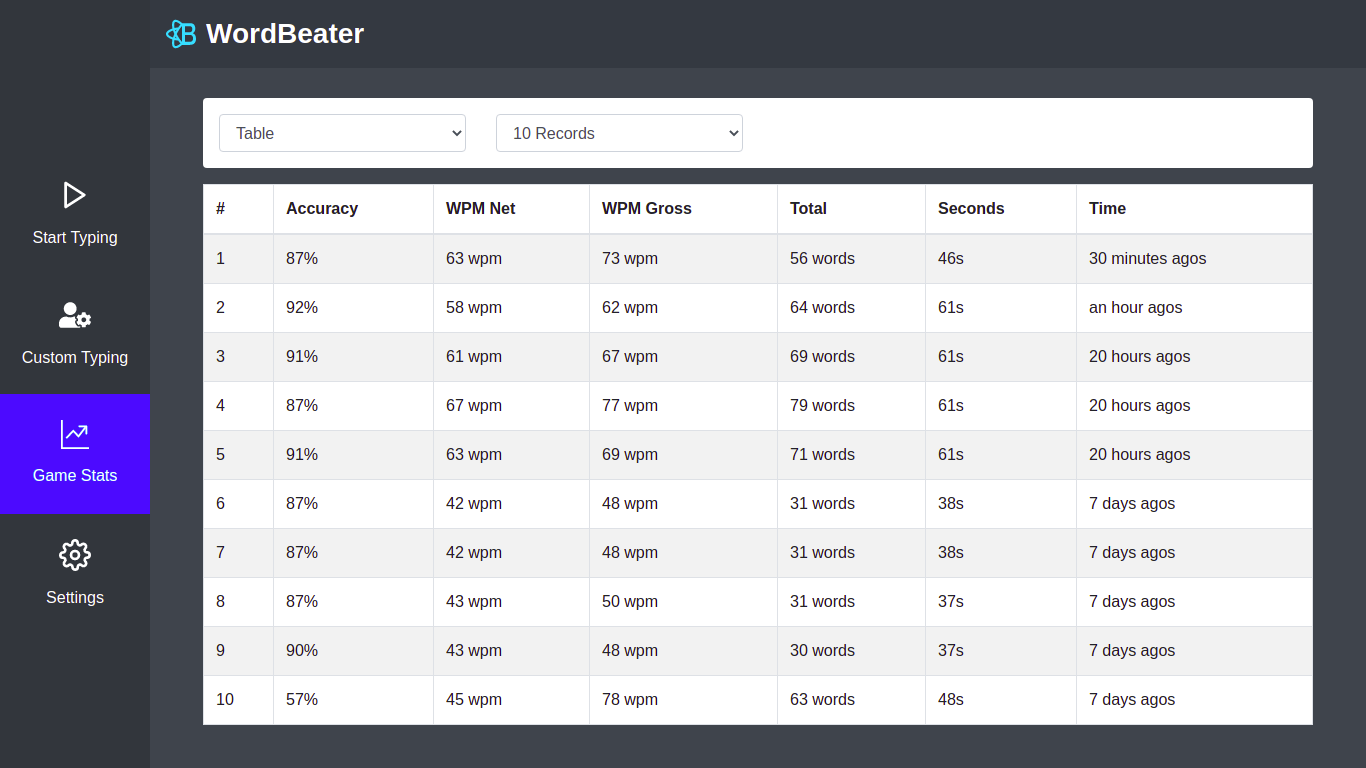 WordBeater
Table 10 Records
# Accuracy WPM Net WPM Gross Total Seconds Time
1 87% 63 wpm 73 wpm 56 words 46s 30 minutes agos
2 92% 58 wpm 62 wpm 64 words 61s an hour agos
3 91% 61 wpm 67 wpm 69 words 61s 20 hours agos
4 87% 67 wpm 77 wpm 79 words 61s 20 hours agos
5 91% 63 wpm 69 wpm 71 words 61s 20 hours agos
6 87% 42 wpm 48 wpm 31 words 38s 7 days agos
7 87% 42 wpm 48 wpm 31 words 38s 7 days agos
8 87% 43 wpm 50 wpm 31 words 37s 7 days agos
9 90% 43 wpm 48 wpm 30 words 37s 7 days agos
10 57% 45 wpm 78 wpm 63 words 48s 7 days agos
Start Typing
Custom Typing
Game Stats
Settings